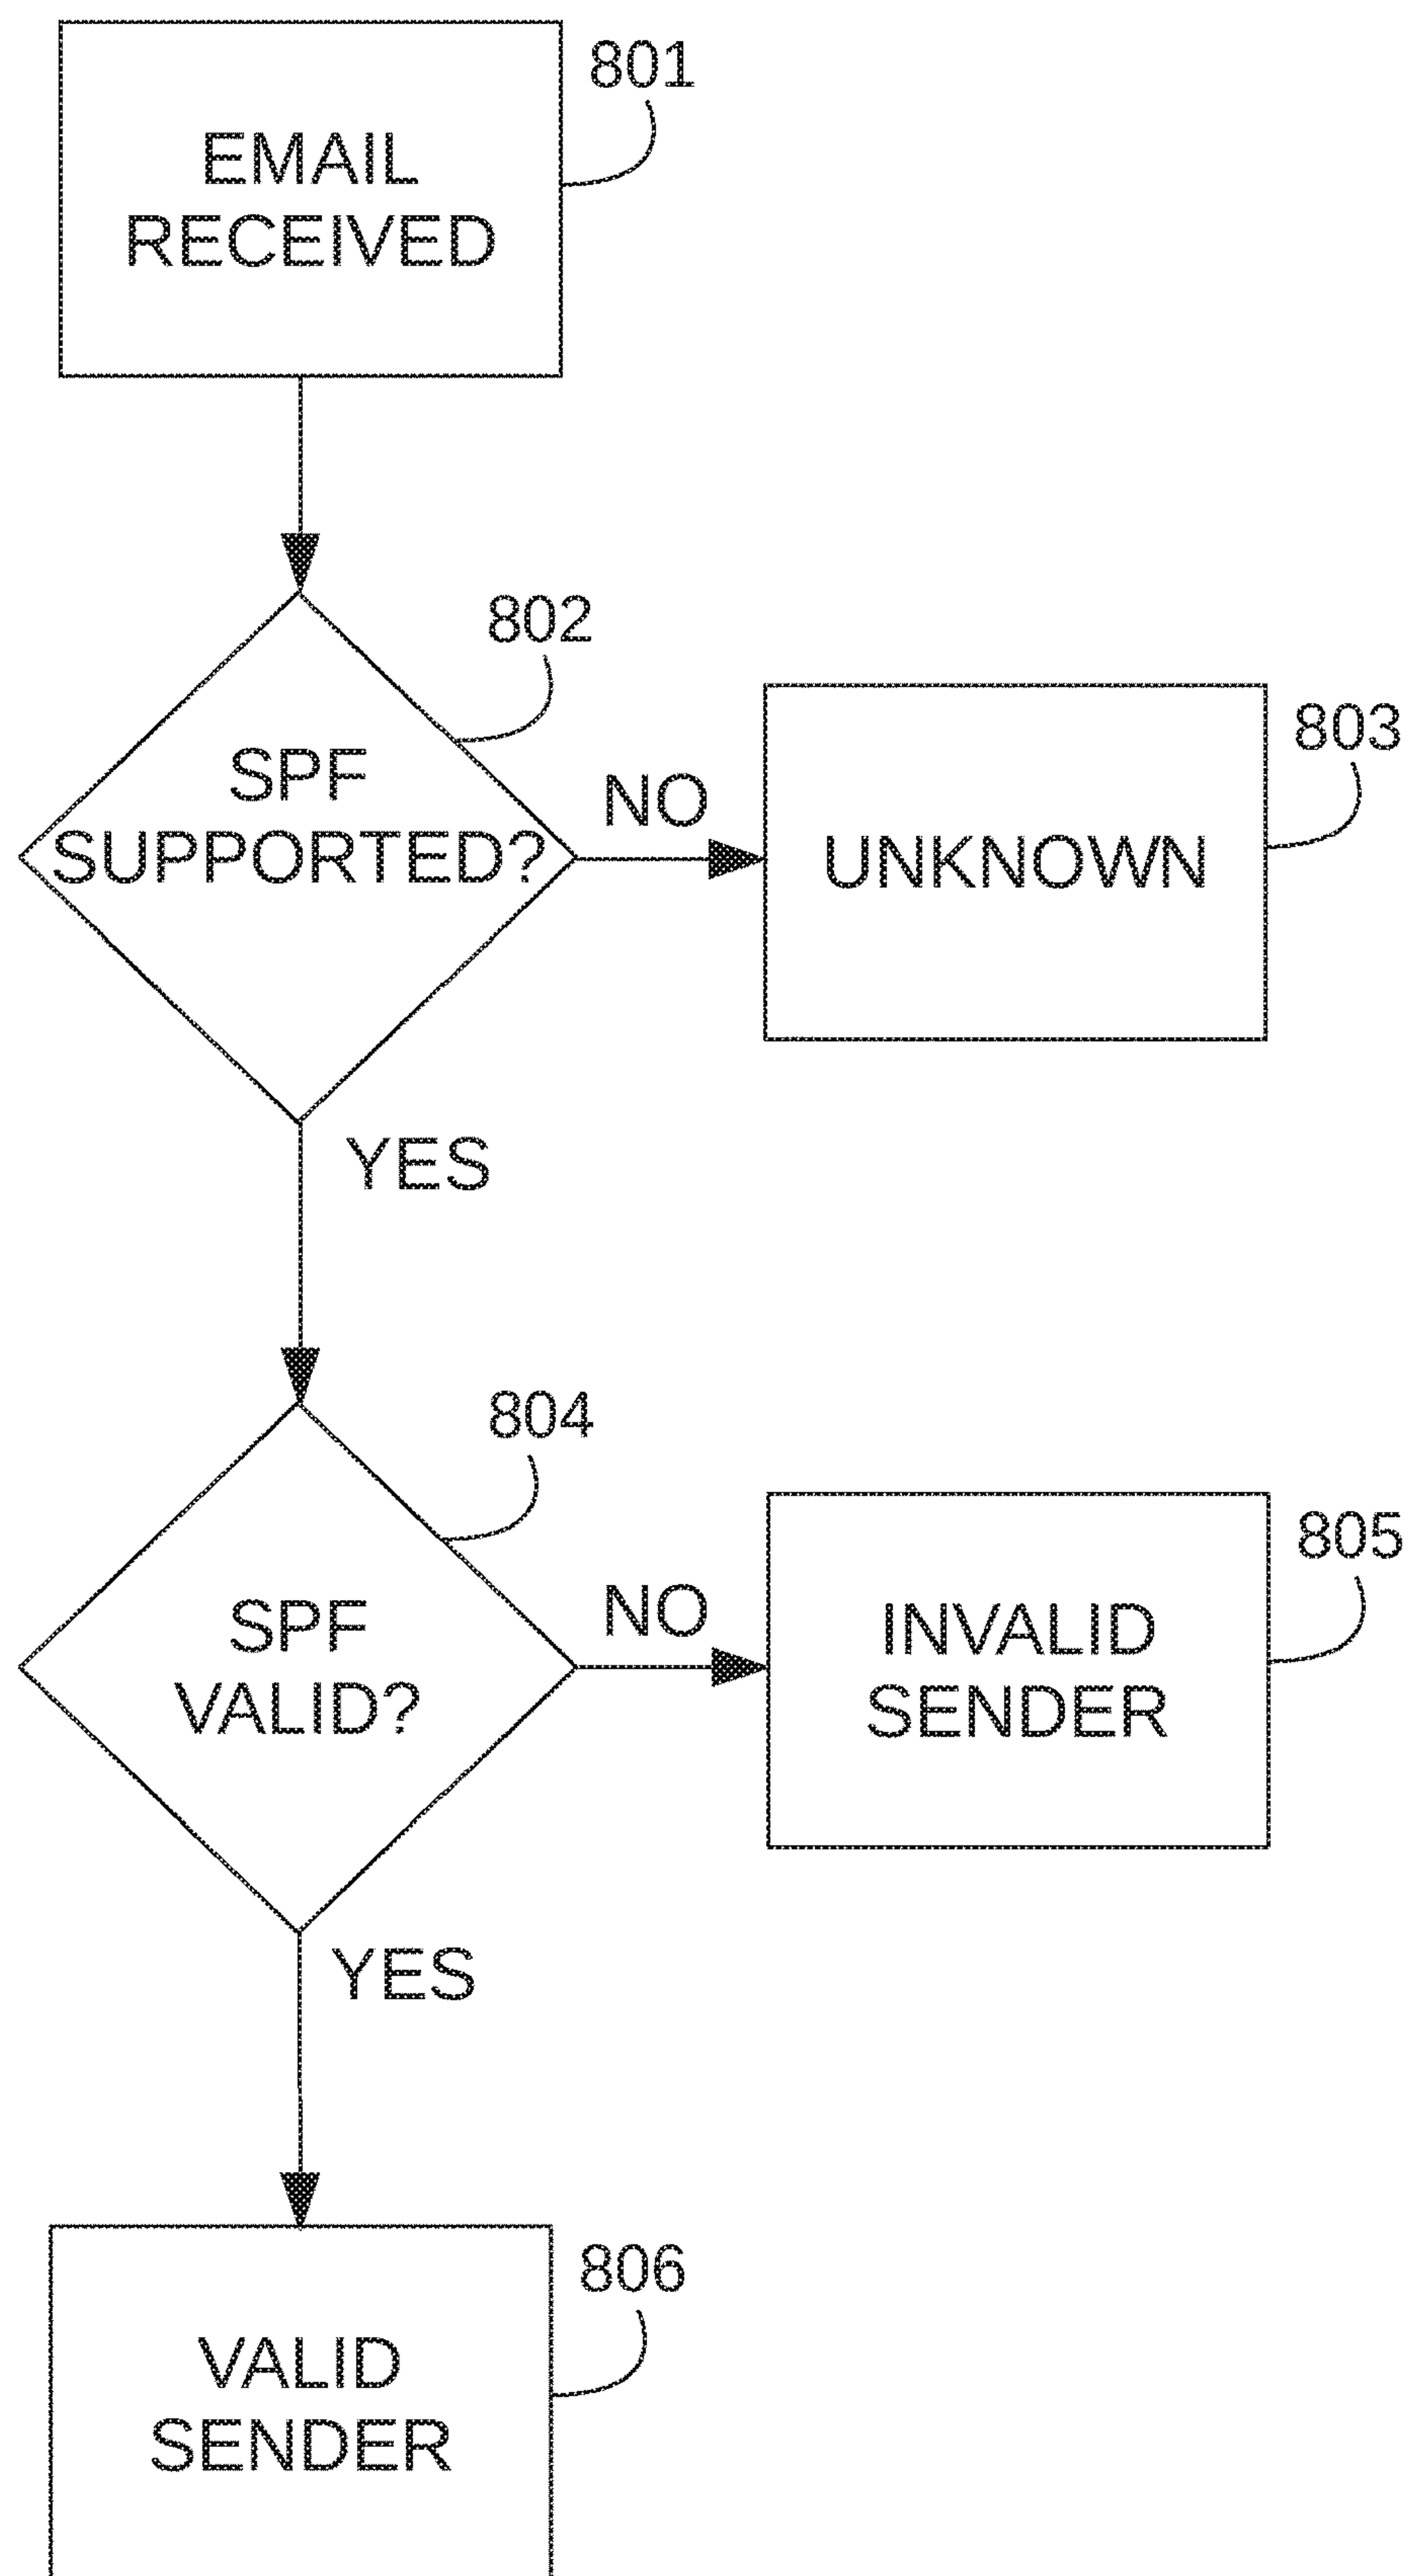 801
EMAIL
RECEIVED
802
SPF
SUPPORTED?
NO
803
UNKNOWN
YES
804
SPF
VALID?
NO
805
INVALID
SENDER
YES
806
VALID
SENDER